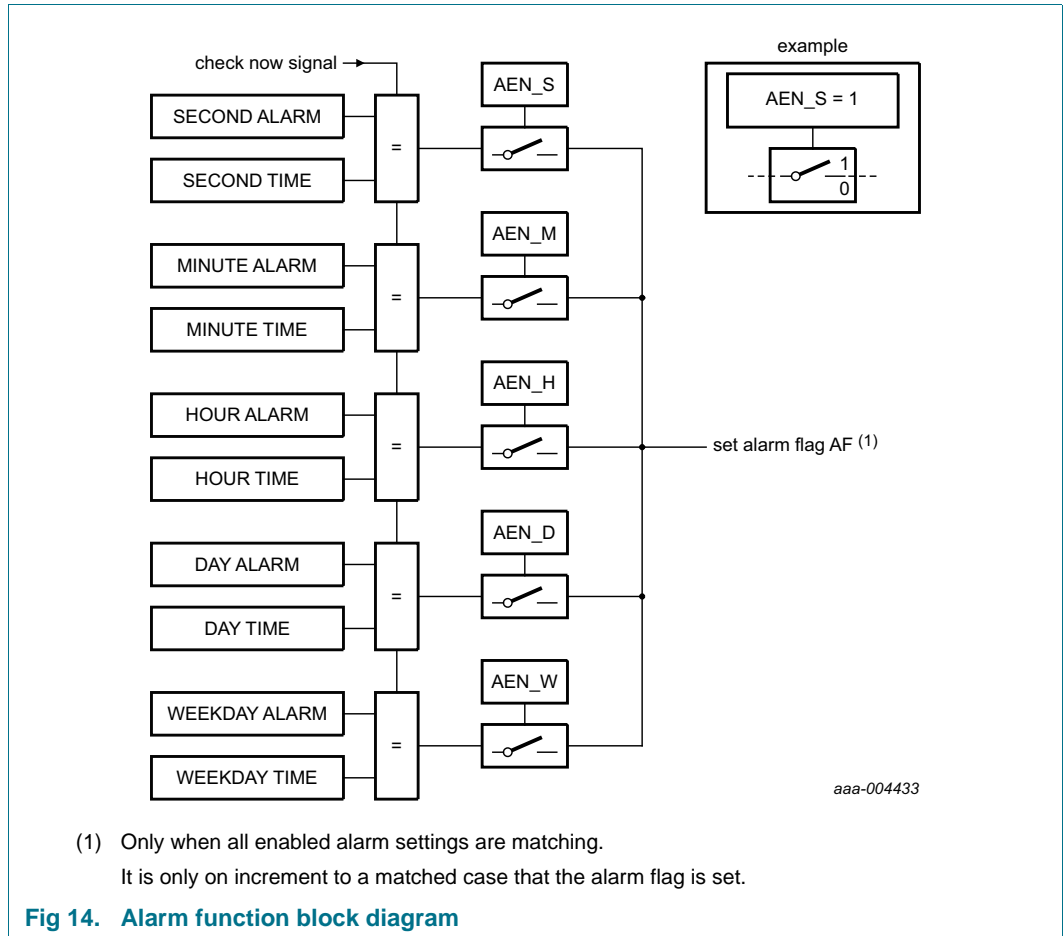 check now signal
example
AEN_S
AEN_S = 1
SECOND ALARM
=
SECOND TIME
1
0
AEN_M
MINUTE ALARM
=
MINUTE TIME
AEN_H
HOUR ALARM
=
set alarm flag AF (1)
HOUR TIME
AEN_D
DAY ALARM
=
DAY TIME
AEN_W
WEEKDAY ALARM
=
WEEKDAY TIME
aaa-004433
(1) Only when all enabled alarm settings are matching.
It is only on increment to a matched case that the alarm flag is set.
Fig 14. Alarm function block diagram